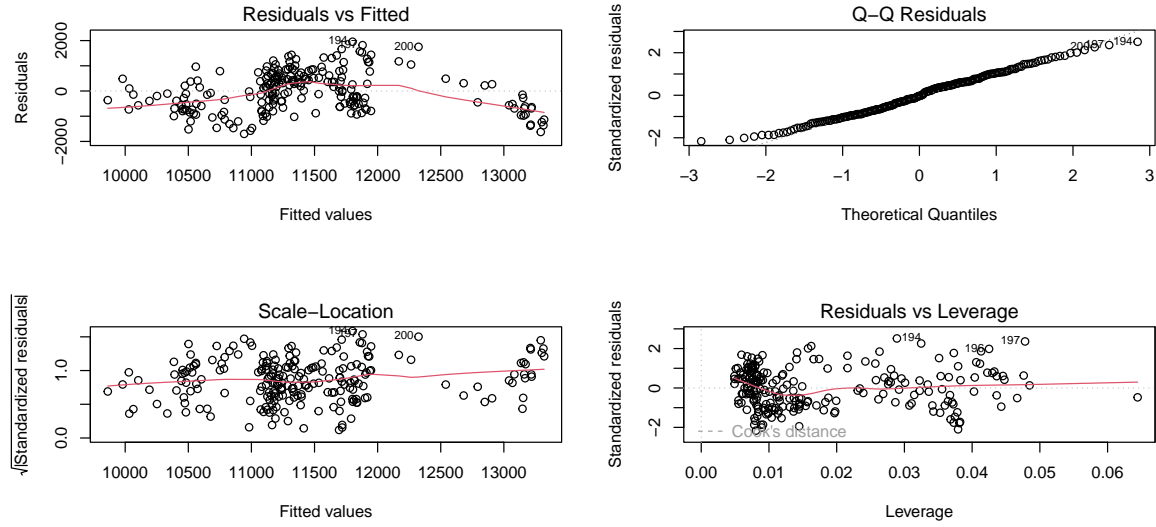 Residuals vs Fitted
Residuals
−2000 0 2000
194
200
10000 10500 11000 11500 12000 12500 13000
Fitted values
Q−Q Residuals
Standardized residuals
−2 0 2
194
−3 −2 −1 0 1 2 3
Theoretical Quantiles
Scale−Location
√|Standardized residuals|
0.0 1.0
200
10000 10500 11000 11500 12000 12500 13000
Fitted values
Residuals vs Leverage
Standardized residuals
−2 0 2
194
196
197
Cook's distance
0.00 0.01 0.02 0.03 0.04 0.05 0.06
Leverage